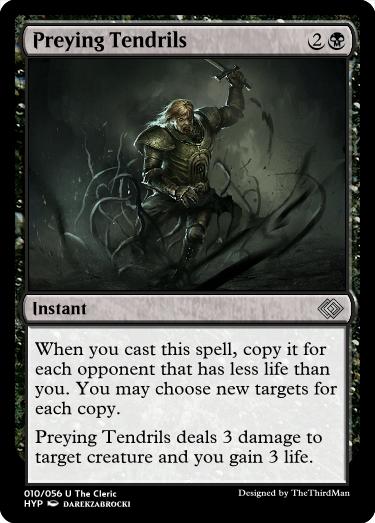 Preying Tendrils 2
Instant
When you cast this spell, copy it for
each opponent that has less life than
you. You may choose new targets for
each copy.
Preying Tendrils deals 3 damage to
target creature and you gain 3 life.
010/056 U The Cleric
Designed by TheThirdMan
HYP DAREKZABROCKI